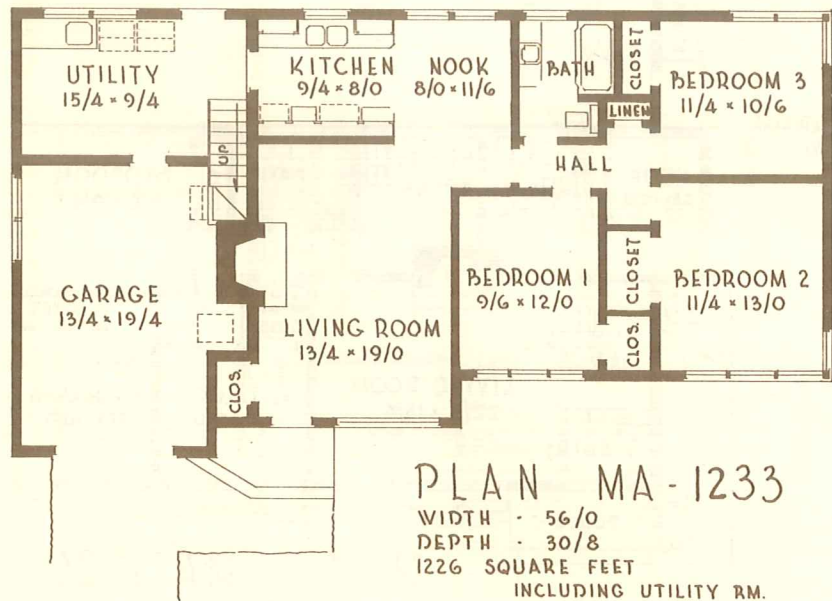 UTILITY
15/4 × 9/4
KITCHEN
9/4 × 8/0
NOOK
8/0 × 11/6
BATH
CLOSET
BEDROOM 3
11/4 × 10/6
LINEN
UP
HALL
GARAGE
13/4 × 19/4
LIVING ROOM
13/4 × 19/0
BEDROOM 1
9/6 × 12/0
CLOSET
BEDROOM 2
11/4 × 13/0
CLOS.
CLOS.
PLAN MA-1233
WIDTH - 56/0
DEPTH - 30/8
1226 SQUARE FEET
INCLUDING UTILITY RM.